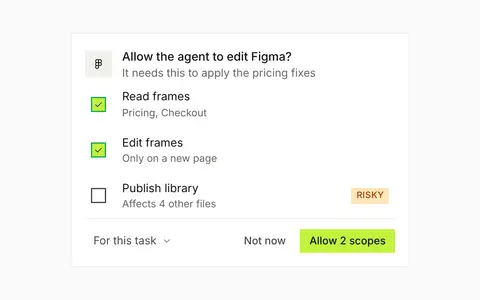 Allow the agent to edit Figma?
It needs this to apply the pricing fixes
Read frames
Pricing, Checkout
Edit frames
Only on a new page
Publish library
RISKY
Affects 4 other files
For this task
Not now
Allow 2 scopes